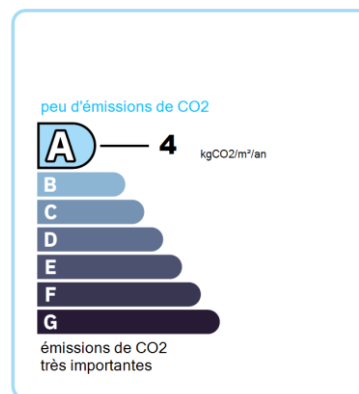 peu d'émissions de CO2
A 4 kgCO2/m²/an
B
C
D
E
F
G
émissions de CO2
très importantes